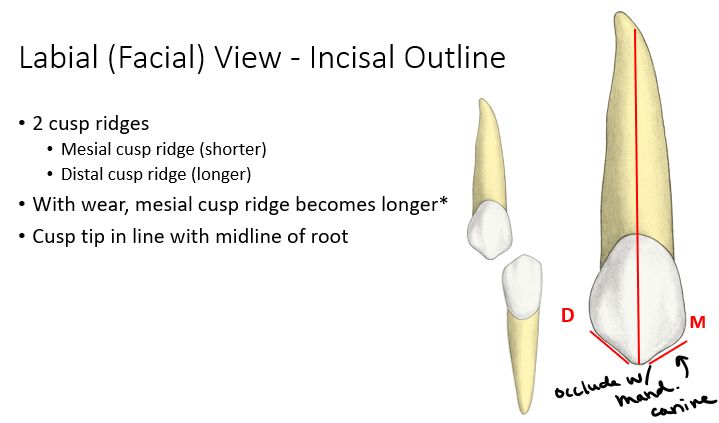 Labial (Facial) View - Incisal Outline
• 2 cusp ridges
• Mesial cusp ridge (shorter)
• Distal cusp ridge (longer)
• With wear, mesial cusp ridge becomes longer*
• Cusp tip in line with midline of root
D
M
occlude w/
mand.
canine